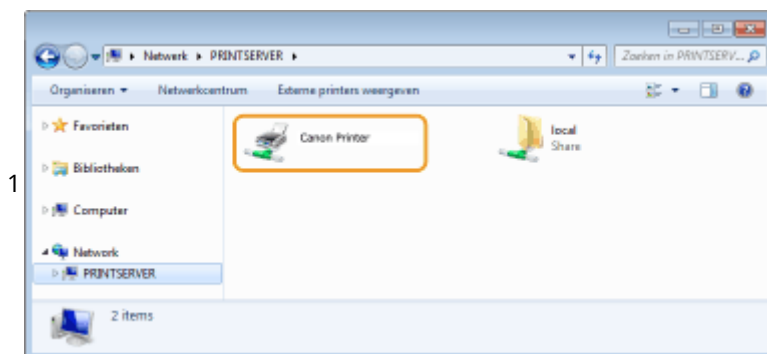 Netwerk ▸ PRINTSERVER ▸
Zoeken in PRINTSERV...
Organiseren Netwerkcentrum Externe printers weergeven
Favorieten
Canon Printer
local
Share
Bibliotheken
1
Computer
Network
PRINTSERVER
2 items